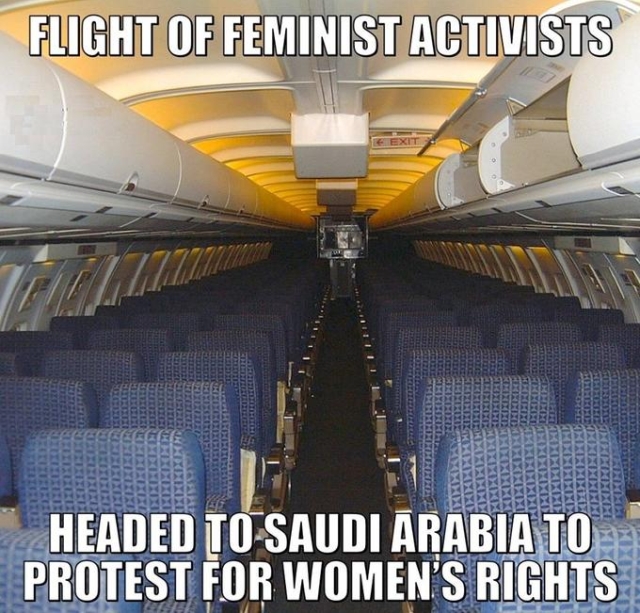 FLIGHT OF FEMINIST ACTIVISTS
← EXIT
HEADED TO SAUDI ARABIA TO
PROTEST FOR WOMEN'S RIGHTS